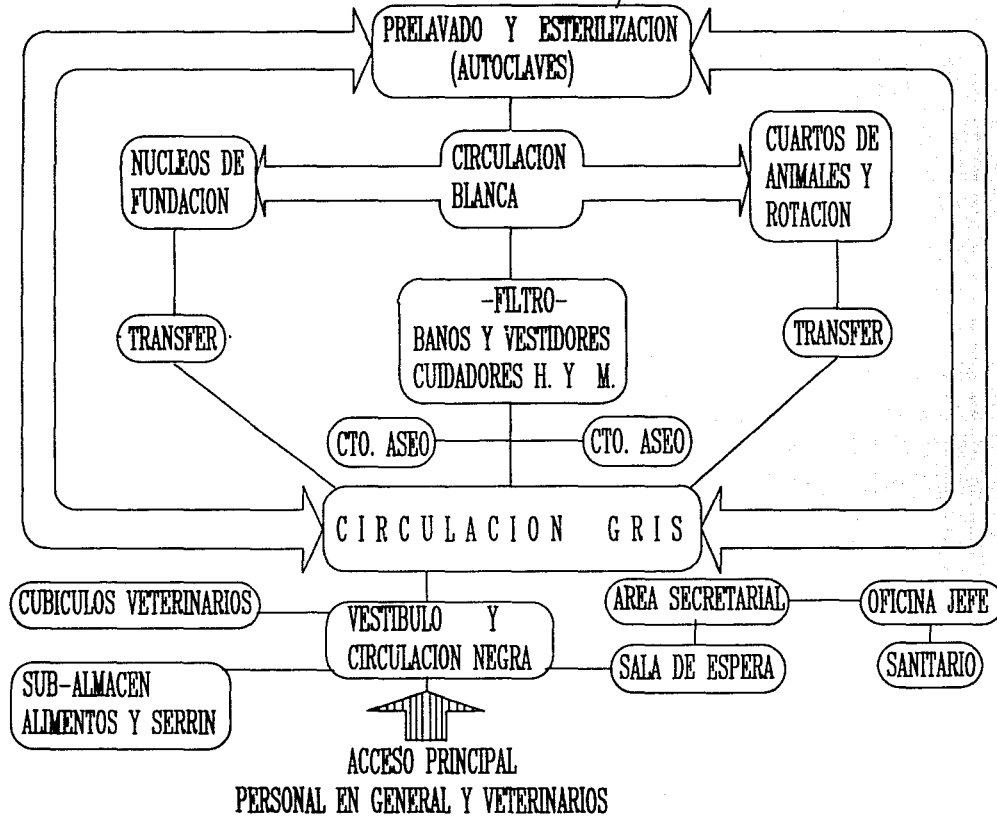 PRELAVADO Y ESTERILIZACION
(AUTOCLAVES)
NUCLEOS DE
FUNDACION
CIRCULACION
BLANCA
CUARTOS DE
ANIMALES Y
ROTACION
-FILTRO-
BANOS Y VESTIDORES
CUIDADORES H. Y M.
TRANSFER
TRANSFER
CTO. ASEO
CTO. ASEO
CIRCULACION GRIS
CUBICULOS VETERINARIOS
VESTIBULO Y
CIRCULACION NEGRA
AREA SECRETARIAL
OFICINA JEFE
SUB-ALMACEN
ALIMENTOS Y SERRIN
SALA DE ESPERA
SANITARIO
ACCESO PRINCIPAL
PERSONAL EN GENERAL Y VETERINARIOS